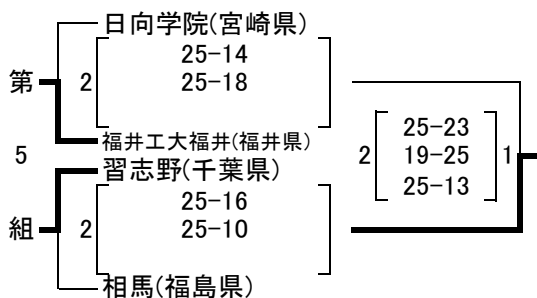 第5組
日向学院(宮崎県)
2
25-14
25-18
福井工大福井(福井県)
習志野(千葉県)
2
25-16
25-10
相馬(福島県)
2
25-23
19-25
25-13
1